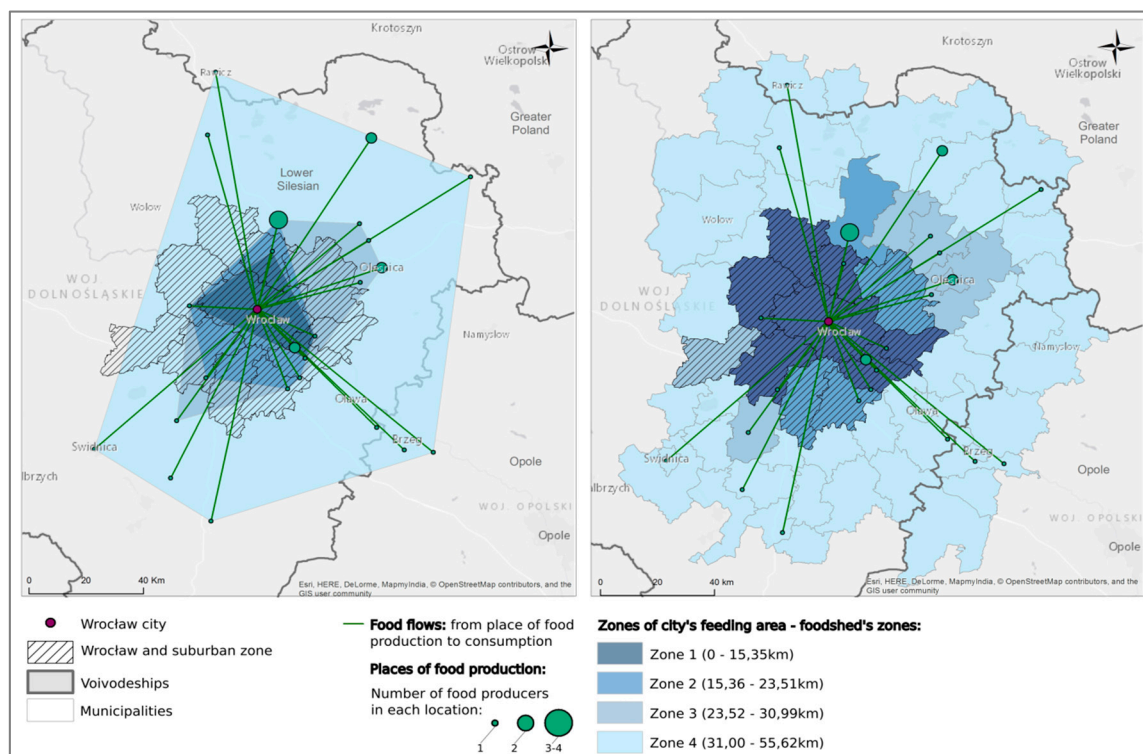 Krotoszyn
Ostrow
Wielkopolski
Rawicz
Greater
Poland
Lower
Silesian
Wolow
WOJ.
DOLNOŚLĄSKIE
Oleśnica
Wrocław
Namyslow
Oława
Świdnica
Brzeg
albrzych
Opole
WOJ OPOLSKI
Opole
0 20 40 Km
Esri, HERE, DeLorme, MapmyIndia, © OpenStreetMap contributors, and the
GIS user community
Krotoszyn
Ostrow
Wielkopolski
Rawicz
Greater
Poland
Wolow
WOJ.
DOLNOŚLĄSKIE
Oleśnica
Wrocław
Namyslow
Oława
Swidnica
Brzeg
albrzych
Opole
WOJ OPOLSKI
Opole
0 20 40 km
Esri, HERE, DeLorme, MapmyIndia, © OpenStreetMap contributors, and the
GIS user community
Wrocław city
Wrocław and suburban zone
Voivodeships
Municipalities
Food flows: from place of food
production to consumption
Places of food production:
Number of food producers
in each location:
1 2 3-4
Zones of city's feeding area - foodshed's zones:
Zone 1 (0 - 15,35km)
Zone 2 (15,36 - 23,51km)
Zone 3 (23,52 - 30,99km)
Zone 4 (31,00 - 55,62km)